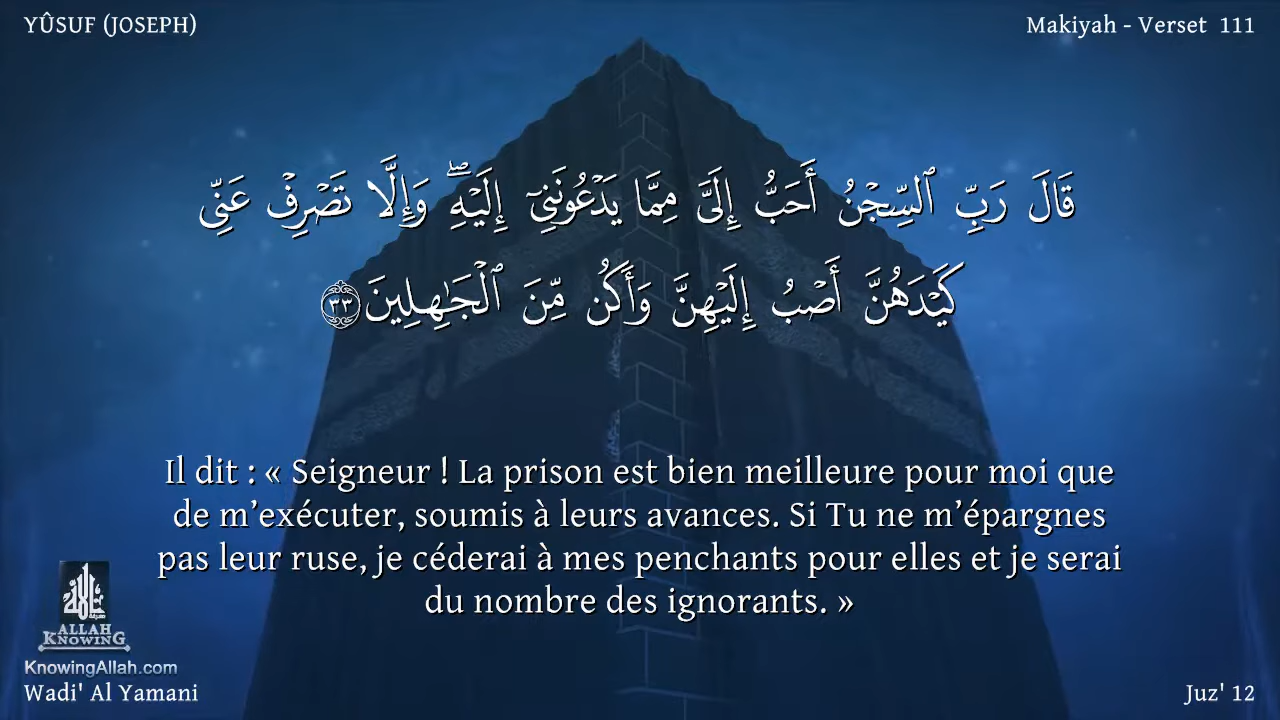 YÛSUF (JOSEPH)
Makiyah - Verset 111
قَالَ رَبِّ ٱلسِّجْنُ أَحَبُّ إِلَىَّ مِمَّا يَدْعُونَنِىٓ إِلَيْهِ ۖ وَإِلَّا تَصْرِفْ عَنِّى
كَيْدَهُنَّ أَصْبُ إِلَيْهِنَّ وَأَكُن مِّنَ ٱلْجَـٰهِلِينَ ٣٣
Il dit : « Seigneur ! La prison est bien meilleure pour moi que
de m’exécuter, soumis à leurs avances. Si Tu ne m’épargnes
pas leur ruse, je céderai à mes penchants pour elles et je serai
du nombre des ignorants. »
ALLAH
KNOWING
KnowingAllah.com
Wadi' Al Yamani
Juz' 12